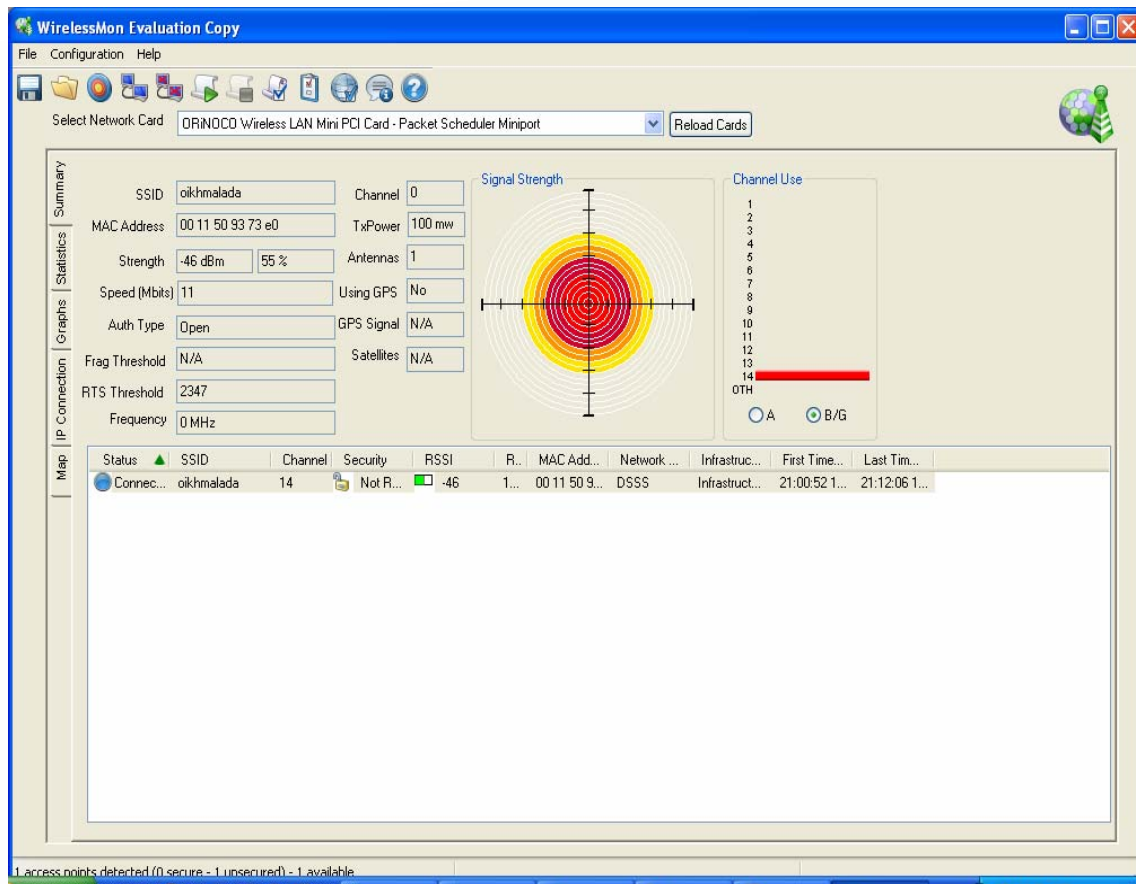 WirelessMon Evaluation Copy
File Configuration Help
Select Network Card ORiNOCO Wireless LAN Mini PCI Card - Packet Scheduler Miniport Reload Cards
Summary
Statistics
Graphs
IP Connection
Map
SSID oikhmalada
MAC Address 00 11 50 93 73 e0
Strength -46 dBm 55 %
Speed (Mbits) 11
Auth Type Open
Frag Threshold N/A
RTS Threshold 2347
Frequency 0 MHz
Channel 0
TxPower 100 mw
Antennas 1
Using GPS No
GPS Signal N/A
Satellites N/A
Signal Strength
Channel Use
1
2
3
4
5
6
7
8
9
10
11
12
13
14
OTH
A B/G
Status SSID Channel Security RSSI R.. MAC Add... Network ... Infrastruc... First Time... Last Tim...
Connec... oikhmalada 14 Not R... -46 1... 00 11 50 9... DSSS Infrastruct... 21:00:52 1... 21:12:06 1...
1 access points detected (0 secure - 1 unsecured) - 1 available